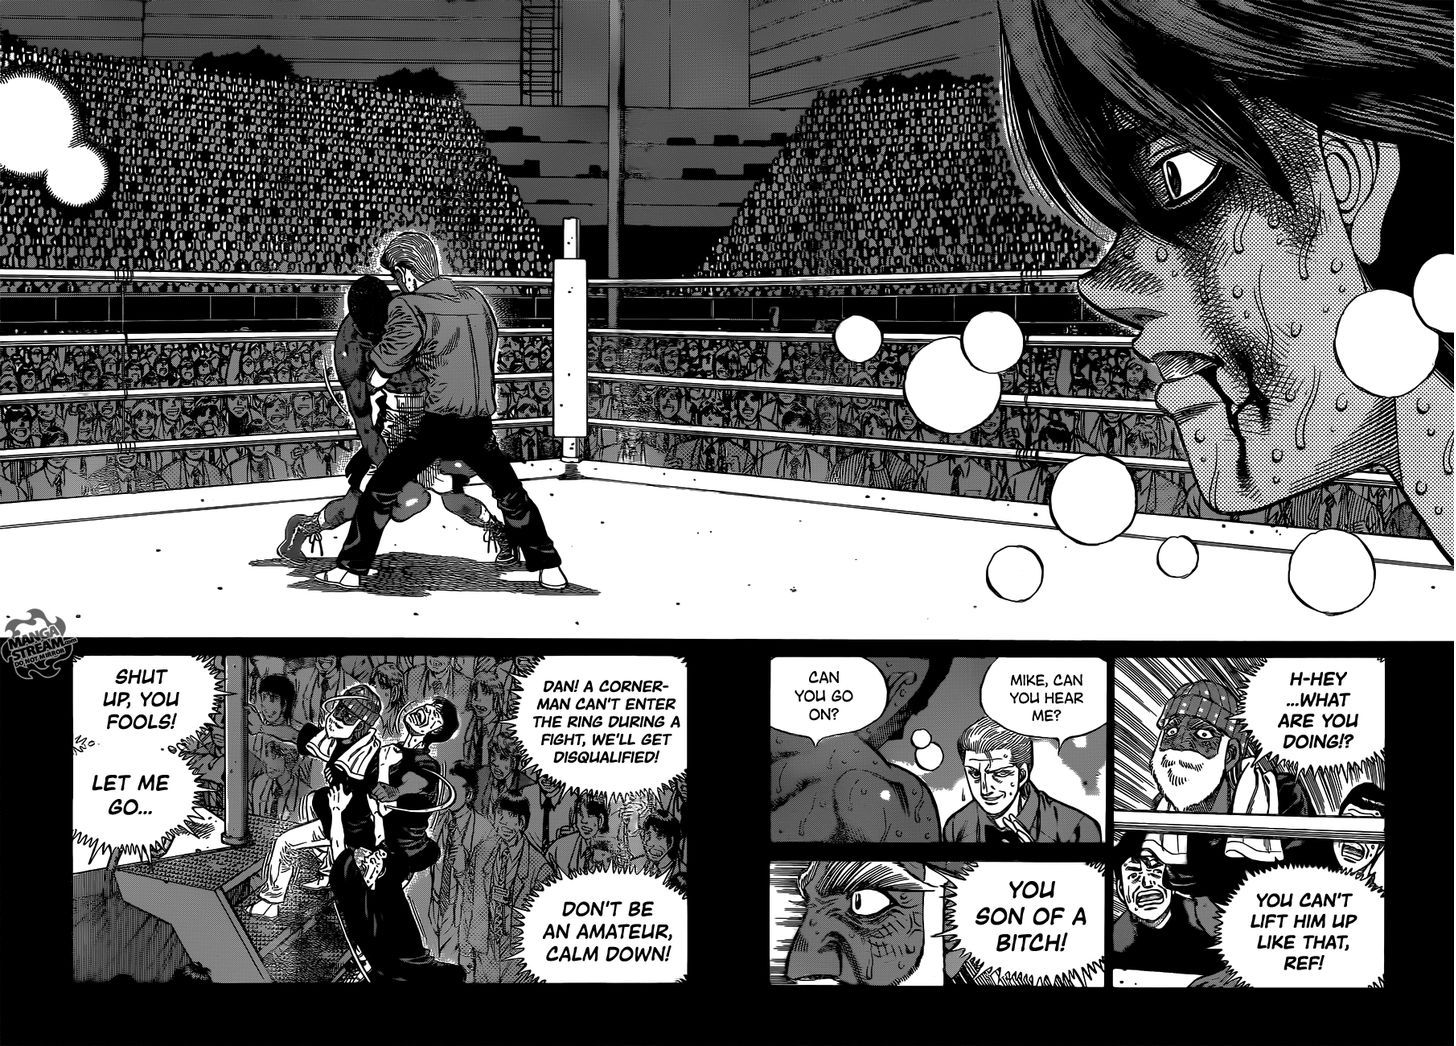 H-HEY
...WHAT
ARE YOU
DOING!?
YOU CAN'T
LIFT HIM UP
LIKE THAT,
REF!
MIKE, CAN
YOU HEAR
ME?
CAN
YOU GO
ON?
YOU
SON OF A
BITCH!
DAN! A CORNER-
MAN CAN'T ENTER
THE RING DURING A
FIGHT, WE'LL GET
DISQUALIFIED!
DON'T BE
AN AMATEUR,
CALM DOWN!
SHUT
UP, YOU
FOOLS!
LET ME
GO...
MANGA
STREAM